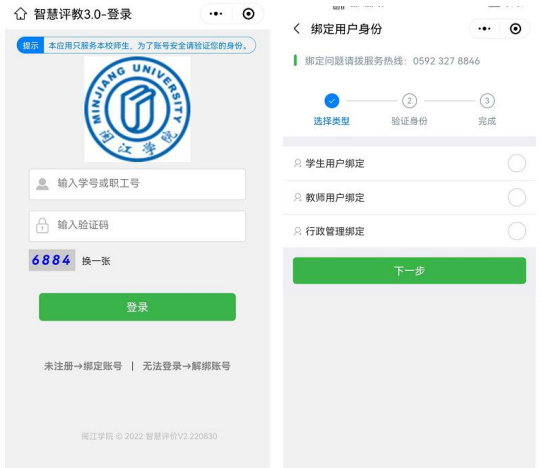 智慧评教3.0-登录
提示 本应用只服务本校师生，为了账号安全请验证您的身份。
MINJIANG UNIVERSITY
闽江学院
输入学号或职工号
输入验证码
6884 换一张
登录
未注册→绑定账号 | 无法登录→解绑账号
闽江学院 © 2022 智慧评价V2.220830
绑定用户身份
绑定问题请拨服务热线：0592 327 8846
2 3
选择类型 验证身份 完成
学生用户绑定
教师用户绑定
行政管理绑定
下一步